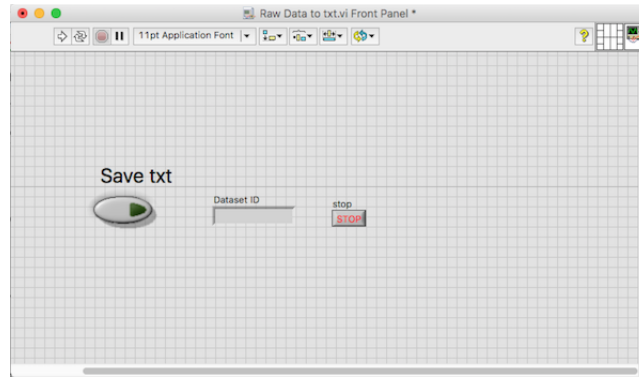 Raw Data to txt.vi Front Panel *
11pt Application Font
?
Save txt
Dataset ID
stop
STOP